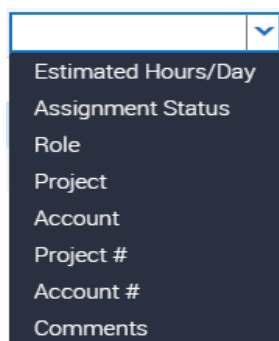 Estimated Hours/Day
Assignment Status
Role
Project
Account
Project #
Account #
Comments